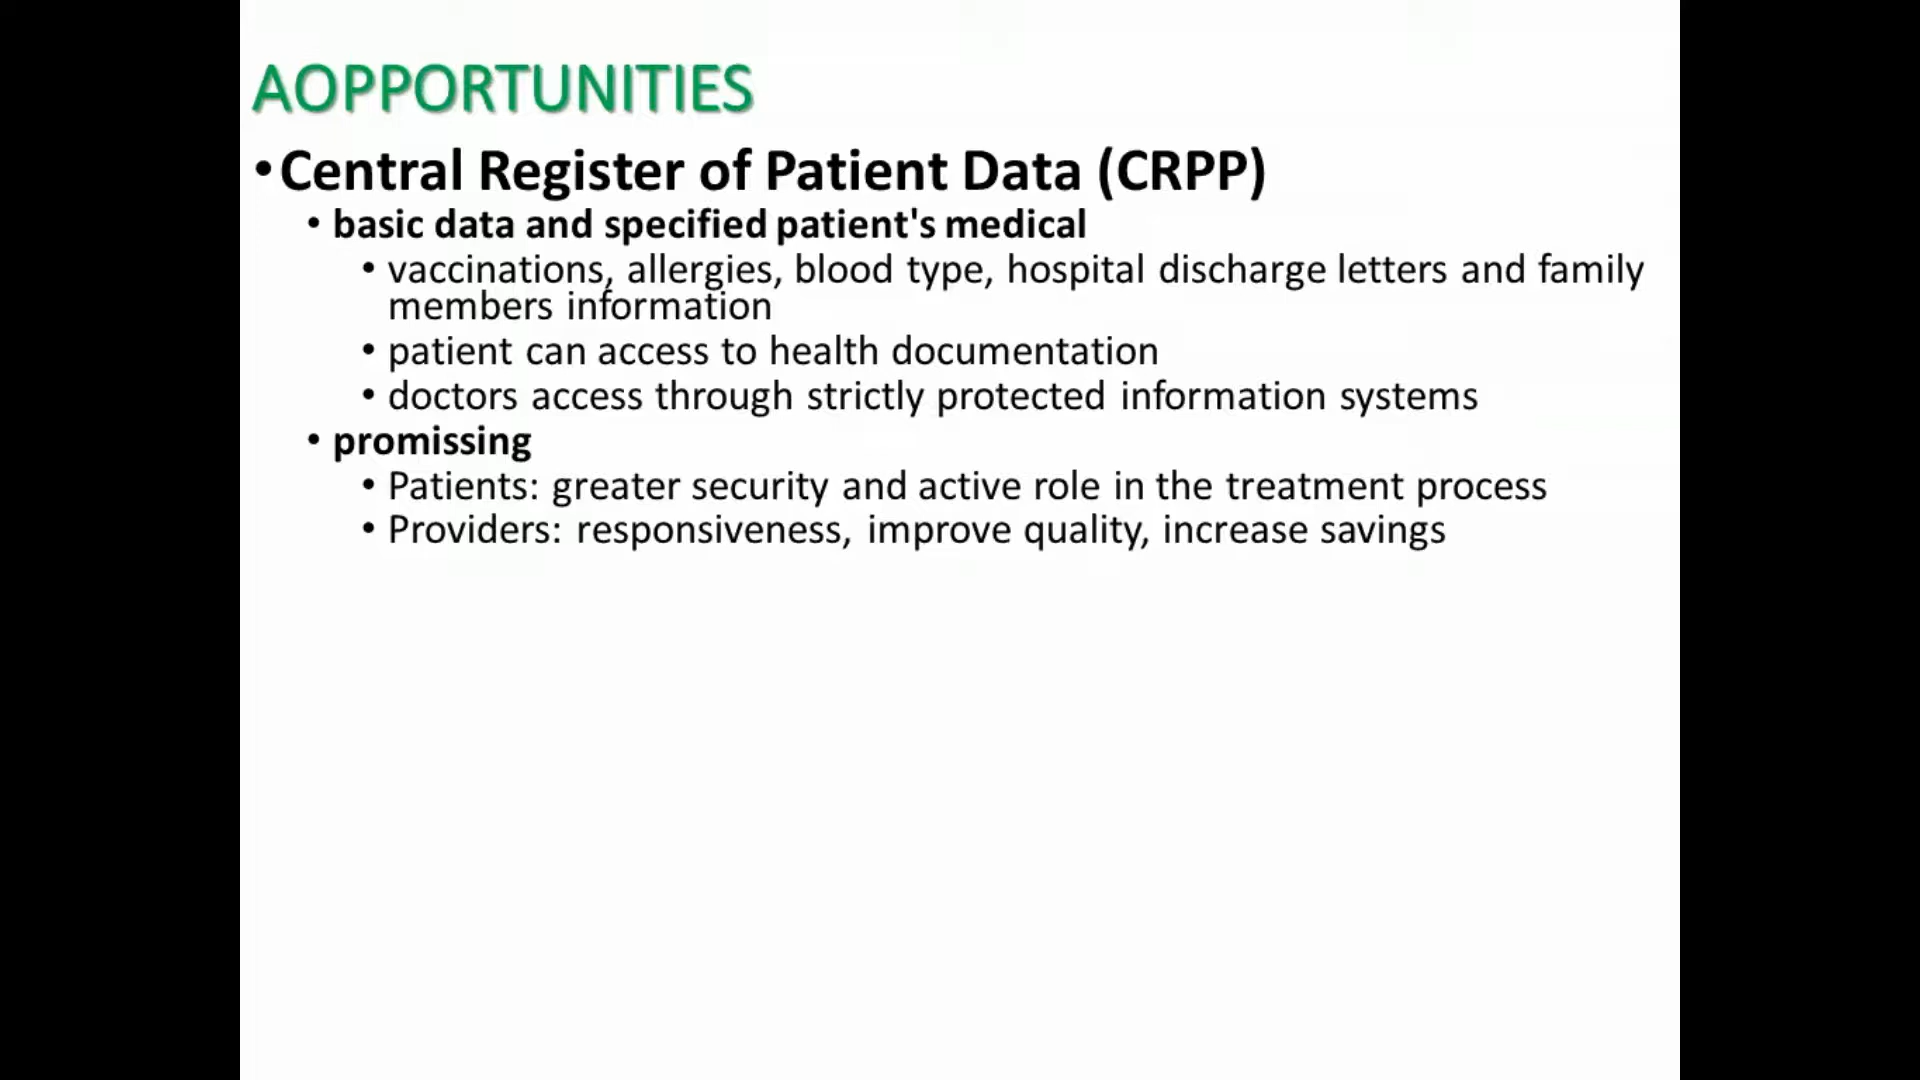 AOPPORTUNITIES
• Central Register of Patient Data (CRPP)
• basic data and specified patient's medical
• vaccinations, allergies, blood type, hospital discharge letters and family
members information
• patient can access to health documentation
• doctors access through strictly protected information systems
• promissing
• Patients: greater security and active role in the treatment process
• Providers: responsiveness, improve quality, increase savings